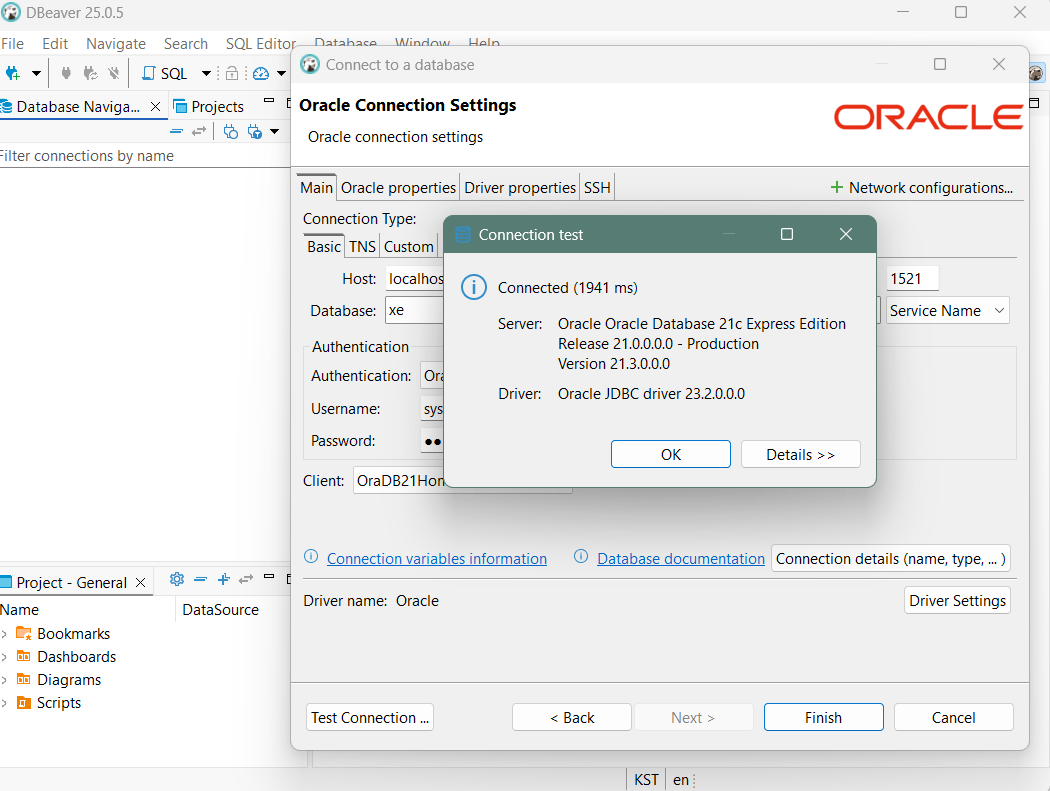 DBeaver 25.0.5
File Edit Navigate Search SQL Editor Database Window Help
SQL
Connect to a database
Database Naviga... Projects
Filter connections by name
Oracle Connection Settings
Oracle connection settings
ORACLE
Main Oracle properties Driver properties SSH
Network configurations...
Connection Type:
Basic TNS Custom
Host: localhos 1521
Database: xe Service Name
Authentication
Authentication: Ora
Username: sys
Password: ●●
Client: OraDB21Hon
Connection test
Connected (1941 ms)
Server: Oracle Oracle Database 21c Express Edition
Release 21.0.0.0.0 - Production
Version 21.3.0.0.0
Driver: Oracle JDBC driver 23.2.0.0.0
OK Details >>
Connection variables information Database documentation Connection details (name, type, ... )
Driver name: Oracle Driver Settings
Test Connection ... < Back Next > Finish Cancel
Project - General
Name DataSource
Bookmarks
Dashboards
Diagrams
Scripts
KST en